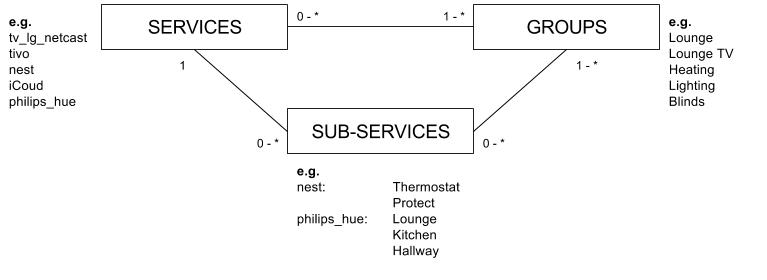 e.g.
tv_lg_netcast
tivo
nest
iCoud
philips_hue
SERVICES
0 - *
1 - *
GROUPS
e.g.
Lounge
Lounge TV
Heating
Lighting
Blinds
1
1 - *
0 - *
SUB-SERVICES
0 - *
e.g.
nest: Thermostat
Protect
philips_hue: Lounge
Kitchen
Hallway